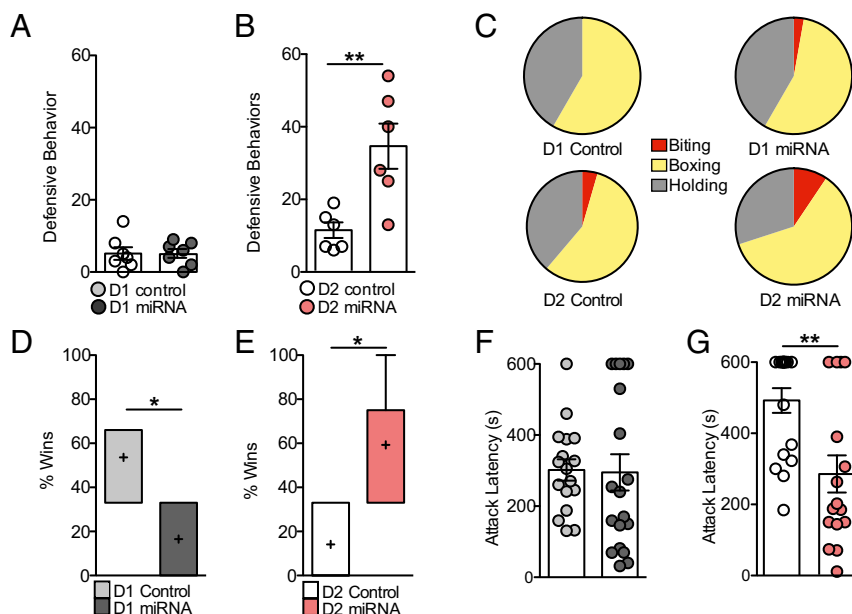 A
Defensive Behavior
60
40
20
0
D1 control
D1 miRNA
B
Defensive Behaviors
60
40
20
0
**
D2 control
D2 miRNA
C
D1 Control
D1 miRNA
Biting
Boxing
Holding
D2 Control
D2 miRNA
D
% Wins
100
80
60
40
20
0
*
+
+
D1 Control
D1 miRNA
E
% Wins
100
80
60
40
20
0
*
+
+
D2 Control
D2 miRNA
F
Attack Latency (s)
600
400
200
0
G
Attack Latency (s)
600
400
200
0
**